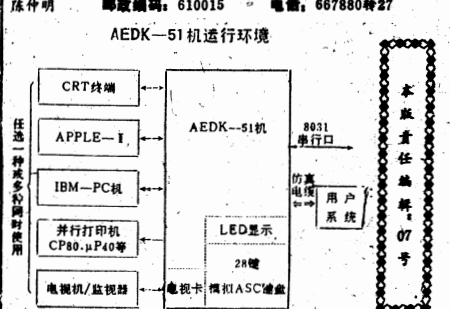 陈仲明 邮政编码：610015 电话：667880转27
AEDK—51机运行环境
任选一种或多种同时使用
CRT终端
APPLE—Ⅱ
IBM—PC机
并行打印机
CP80.μP40等
电视机/监视器
AEDK--51机
LED显示
28键
电视卡
模拟ASC键盘
8031
串行口
仿真
电缆
用户
系统
本版责任编辑：07号